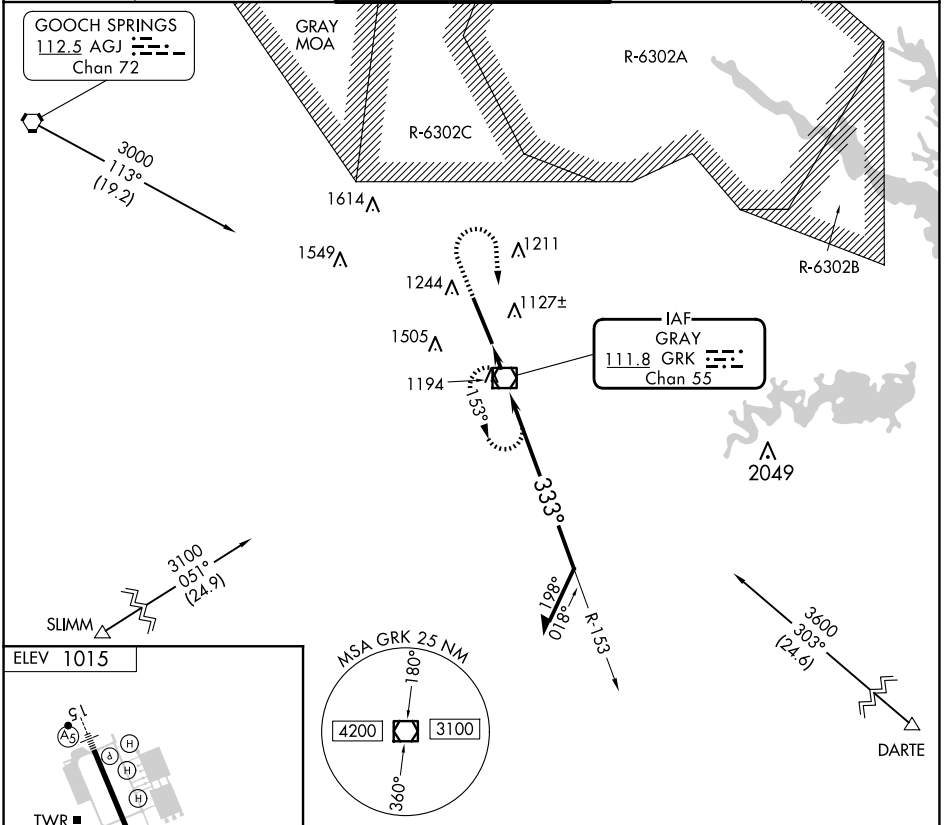 GOOCH SPRINGS
112.5 AGJ
Chan 72
GRAY
MOA
R-6302A
R-6302C
R-6302B
3000
113°
(19.2)
1614
1549
1211
1244
1127±
1505
1194
IAF
GRAY
111.8 GRK
Chan 55
153°
2049
333°
3100
051°
(24.9)
SLIMM
198°
018°
R-153
3600
303°
(24.6)
DARTE
ELEV 1015
15
A5
P
H
H
H
TWR
MSA GRK 25 NM
180°
4200
3100
360°